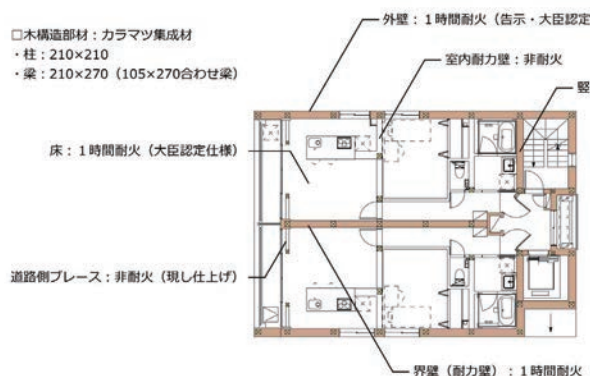 外壁：１時間耐火（告示・大臣認定
□木構造部材：カラマツ集成材
・柱：210×210
・梁：210×270（105×270合わせ梁）
室内耐力壁：非耐火
竪
床：１時間耐火（大臣認定仕様）
道路側ブレース：非耐火（現し仕上げ）
界壁（耐力壁）：１時間耐火